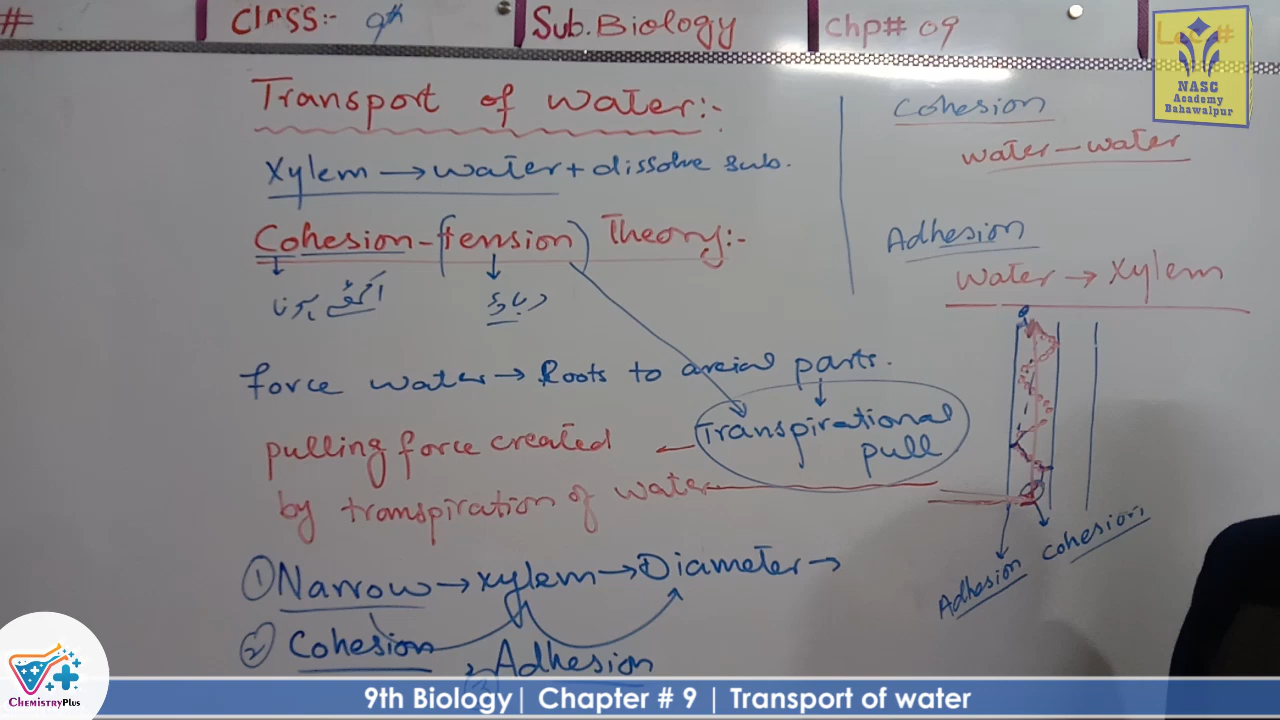 #
Class:- 9th
Sub. Biology
Chp# 09
Lec #
NASC
Academy
Bahawalpur
Transport of water:-
Xylem → water + dissolve sub.
Cohesion-(tension) Theory:-
اکٹھے ہونا
دباؤ
force water → Roots to areial parts.
Transpirational
pull
pulling force created
by transpiration of water
① Narrow → xylem → Diameter →
② Cohesion
Adhesion
Cohesion
water - water
Adhesion
water → xylem
Adhesion
Cohesion
ChemistryPlus
9th Biology | Chapter # 9 | Transport of water